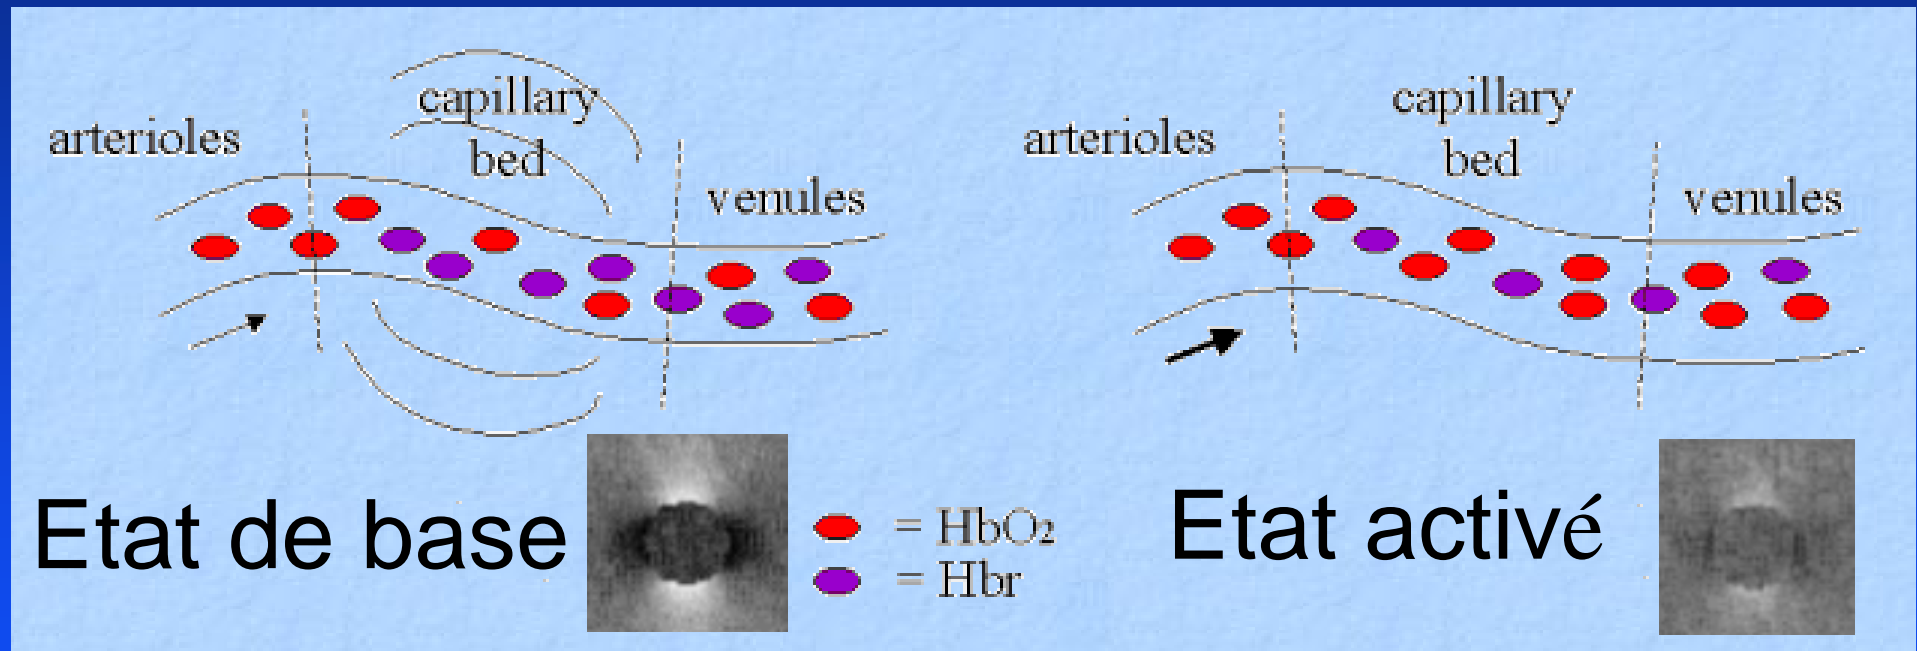 arterioles
capillary
bed
venules
arterioles
capillary
bed
venules
Etat de base
= HbO2
= Hbr
Etat activé